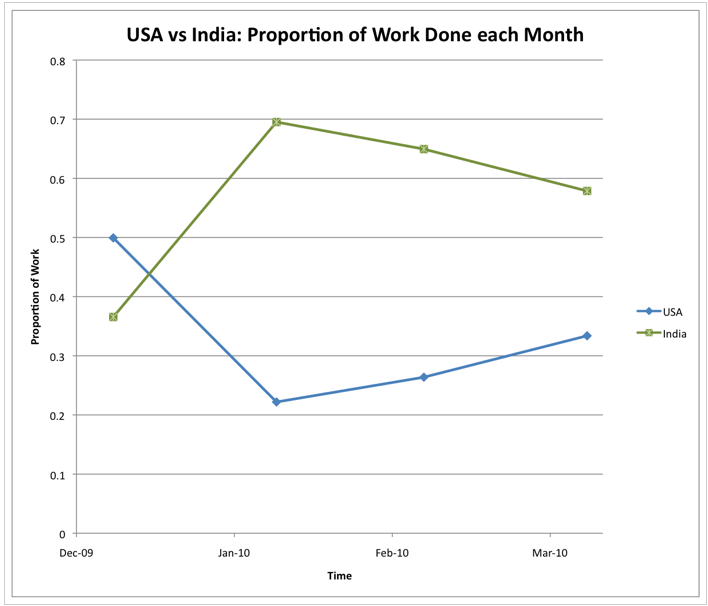 USA vs India: Proportion of Work Done each Month
0.8
0.7
0.6
0.5
0.4
0.3
0.2
0.1
0
Proportion of Work
Dec-09 Jan-10 Feb-10 Mar-10
Time
USA
India